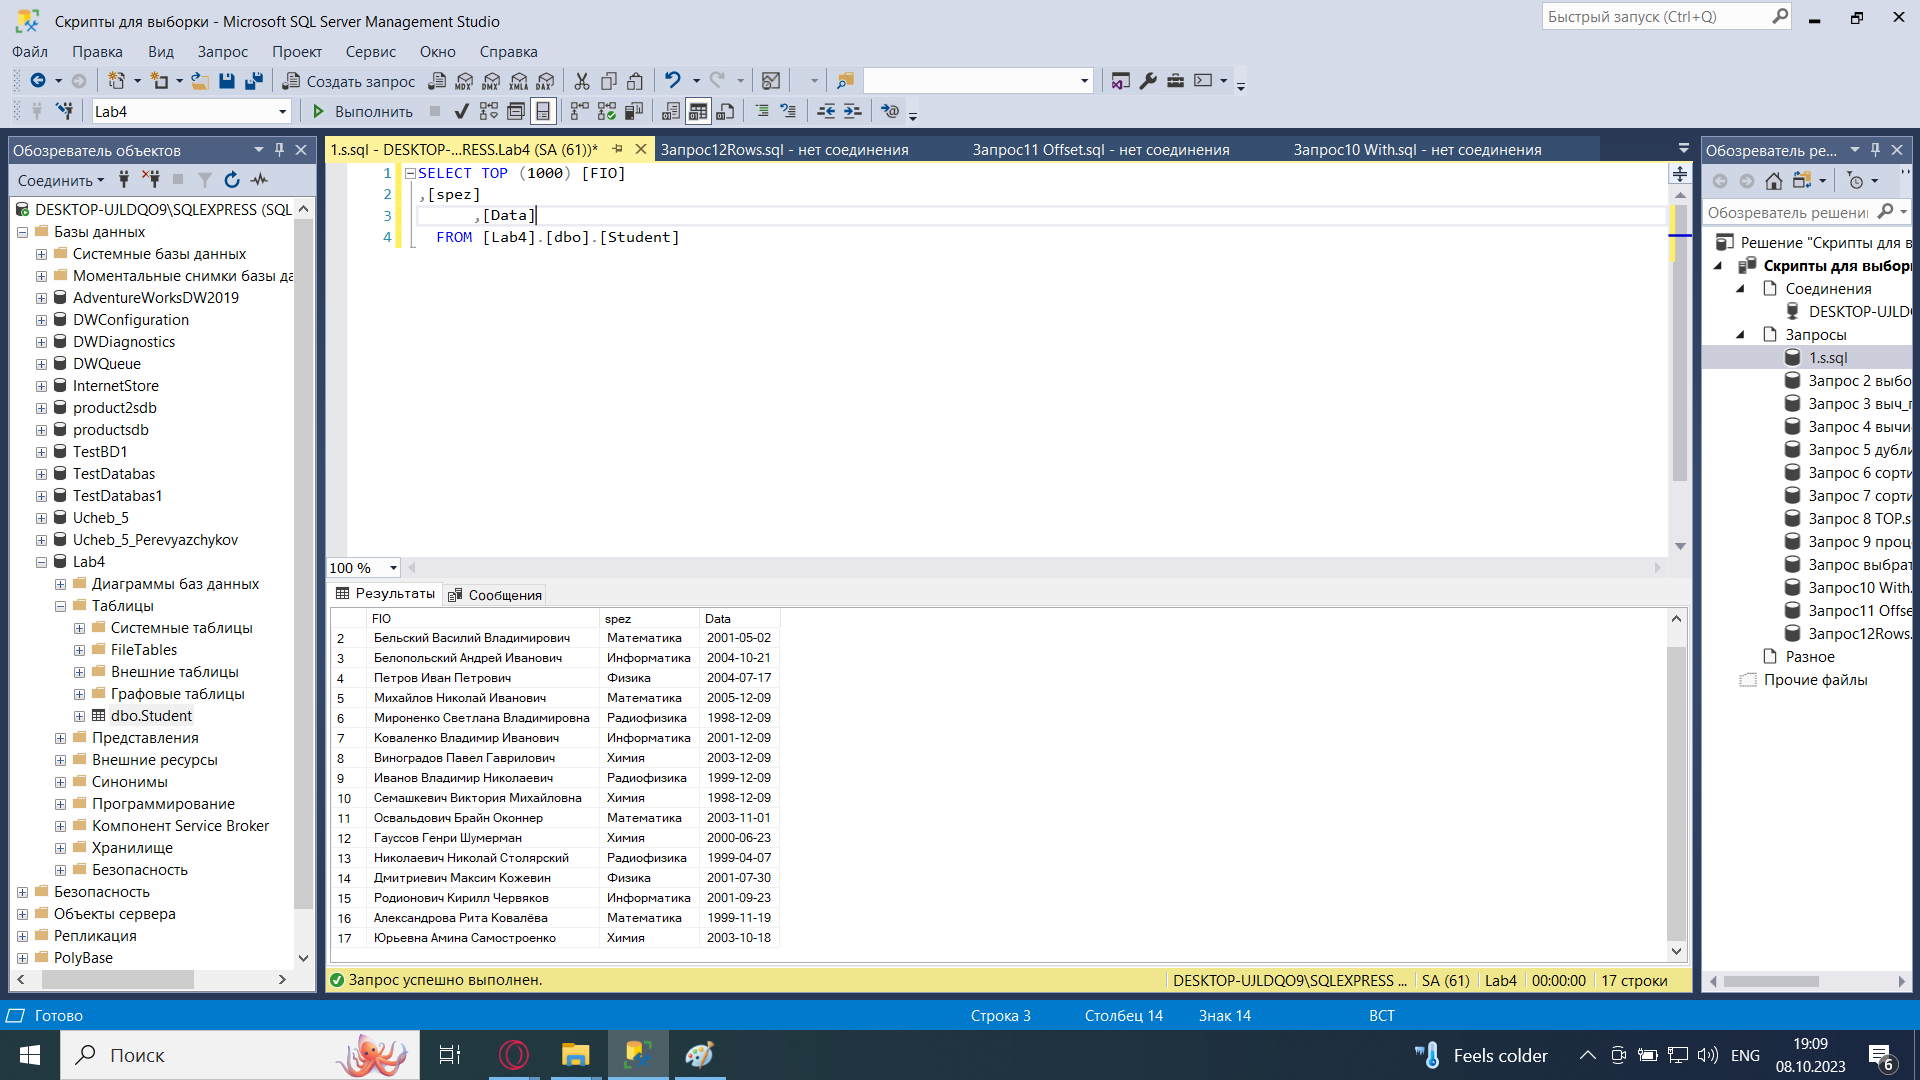 Скрипты для выборки - Microsoft SQL Server Management Studio
Быстрый запуск (Ctrl+Q)
Файл Правка Вид Запрос Проект Сервис Окно Справка
Создать запрос
MDX DMX XMLA DAX
Lab4 Выполнить
Обозреватель объектов
Соединить
DESKTOP-UJLDQO9\SQLEXPRESS (SQL
Базы данных
Системные базы данных
Моментальные снимки базы да
AdventureWorksDW2019
DWConfiguration
DWDiagnostics
DWQueue
InternetStore
product2sdb
productsdb
TestBD1
TestDatabas
TestDatabas1
Ucheb_5
Ucheb_5_Perevyazchykov
Lab4
Диаграммы баз данных
Таблицы
Системные таблицы
FileTables
Внешние таблицы
Графовые таблицы
dbo.Student
Представления
Внешние ресурсы
Синонимы
Программирование
Компонент Service Broker
Хранилище
Безопасность
Безопасность
Объекты сервера
Репликация
PolyBase
1.s.sql - DESKTOP-...RESS.Lab4 (SA (61))* Запрос12Rows.sql - нет соединения Запрос11 Offset.sql - нет соединения Запрос10 With.sql - нет соединения
1 SELECT TOP (1000) [FIO]
2 ,[spez]
3 ,[Data]
4 FROM [Lab4].[dbo].[Student]
100 %
Результаты Сообщения
FIO spez Data
2 Бельский Василий Владимирович Математика 2001-05-02
3 Белопольский Андрей Иванович Информатика 2004-10-21
4 Петров Иван Петрович Физика 2004-07-17
5 Михайлов Николай Иванович Математика 2005-12-09
6 Мироненко Светлана Владимировна Радиофизика 1998-12-09
7 Коваленко Владимир Иванович Информатика 2001-12-09
8 Виноградов Павел Гаврилович Химия 2003-12-09
9 Иванов Владимир Николаевич Радиофизика 1999-12-09
10 Семашкевич Виктория Михайловна Химия 1998-12-09
11 Освальдович Брайн Оконнер Математика 2003-11-01
12 Гауссов Генри Шумерман Химия 2000-06-23
13 Николаевич Николай Столярский Радиофизика 1999-04-07
14 Дмитриевич Максим Кожевин Физика 2001-07-30
15 Родионович Кирилл Червяков Информатика 2001-09-23
16 Александрова Рита Ковалёва Математика 1999-11-19
17 Юрьевна Амина Самостроенко Химия 2003-10-18
Запрос успешно выполнен. DESKTOP-UJLDQO9\SQLEXPRESS ... SA (61) Lab4 00:00:00 17 строки
Обозреватель ре...
Обозреватель решени
Решение "Скрипты для в
Скрипты для выбор
Соединения
DESKTOP-UJLD
Запросы
1.s.sql
Запрос 2 выбо
Запрос 3 выч_п
Запрос 4 вычи
Запрос 5 дубли
Запрос 6 сорти
Запрос 7 сорти
Запрос 8 TOP.s
Запрос 9 проц
Запрос выбрат
Запрос10 With.
Запрос11 Offse
Запрос12Rows.
Разное
Прочие файлы
Готово Строка 3 Столбец 14 Знак 14 ВСТ
Поиск Feels colder ENG 19:09
08.10.2023
6